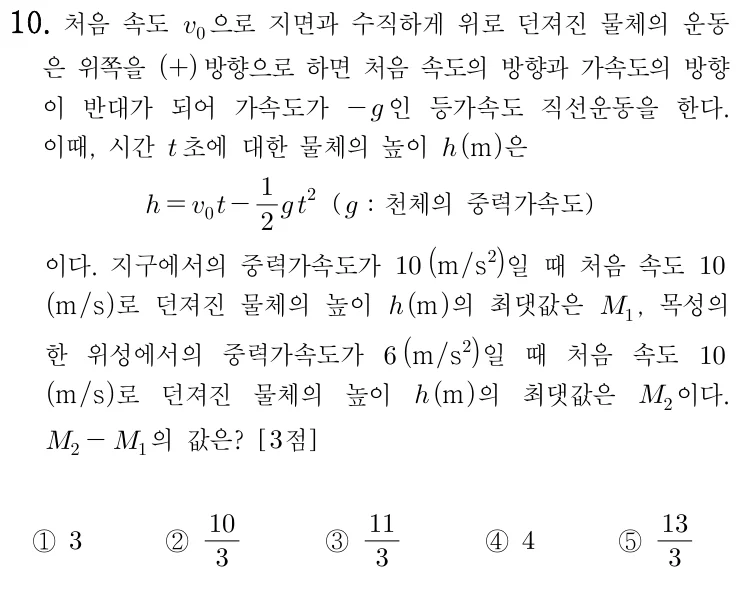 10. 처음 속도 v₀으로 지면과 수직하게 위로 던져진 물체의 운동
은 위쪽을 (+)방향으로 하면 처음 속도의 방향과 가속도의 방향
이 반대가 되어 가속도가 −g인 등가속도 직선운동을 한다.
이때, 시간 t초에 대한 물체의 높이 h(m)은
h=v₀t−1/2gt² (g : 천체의 중력가속도)
이다. 지구에서의 중력가속도가 10(m/s²)일 때 처음 속도 10
(m/s)로 던져진 물체의 높이 h(m)의 최댓값은 M₁, 목성의
한 위성에서의 중력가속도가 6(m/s²)일 때 처음 속도 10
(m/s)로 던져진 물체의 높이 h(m)의 최댓값은 M₂이다.
M₂−M₁의 값은? [3점]
① 3 ② 10/3 ③ 11/3 ④ 4 ⑤ 13/3